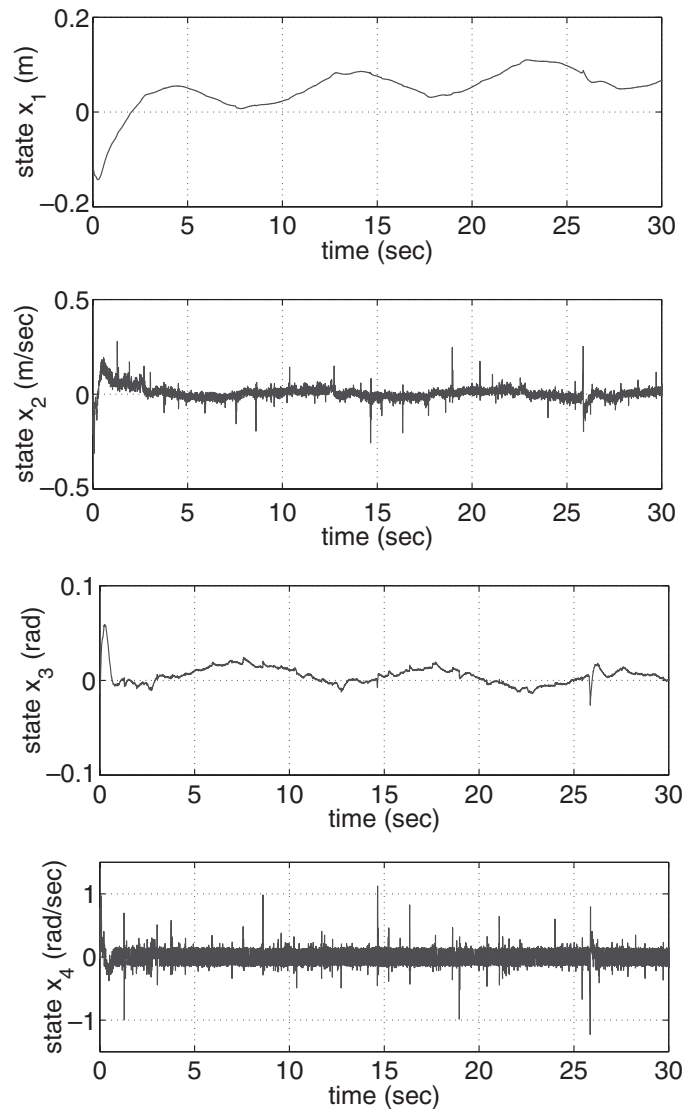 0.2
0
−0.2
state x1 (m)
0 5 10 15 20 25 30
time (sec)
0.5
0
−0.5
state x2 (m/sec)
0 5 10 15 20 25 30
time (sec)
0.1
0
−0.1
state x3 (rad)
0 5 10 15 20 25 30
time (sec)
1
0
−1
state x4 (rad/sec)
0 5 10 15 20 25 30
time (sec)